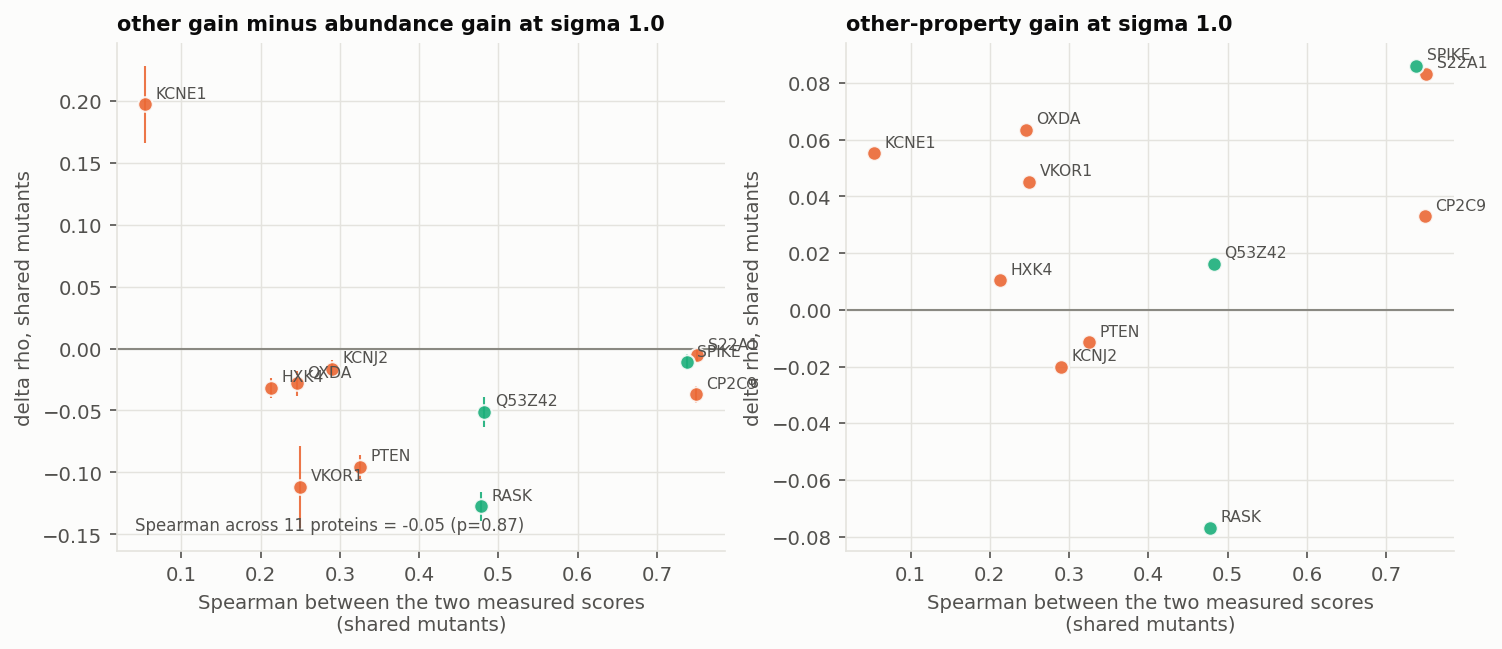 other gain minus abundance gain at sigma 1.0
delta rho, shared mutants
0.20
0.15
0.10
0.05
0.00
−0.05
−0.10
−0.15
KCNE1
S22A1
SPIKE
KCNJ2
OXDA
HXK4
CP2C9
Q53Z42
PTEN
VKOR1
RASK
Spearman across 11 proteins = -0.05 (p=0.87)
0.1 0.2 0.3 0.4 0.5 0.6 0.7
Spearman between the two measured scores
(shared mutants)
other-property gain at sigma 1.0
delta rho, shared mutants
0.08
0.06
0.04
0.02
0.00
−0.02
−0.04
−0.06
−0.08
SPIKE
S22A1
OXDA
KCNE1
VKOR1
CP2C9
Q53Z42
HXK4
PTEN
KCNJ2
RASK
0.1 0.2 0.3 0.4 0.5 0.6 0.7
Spearman between the two measured scores
(shared mutants)